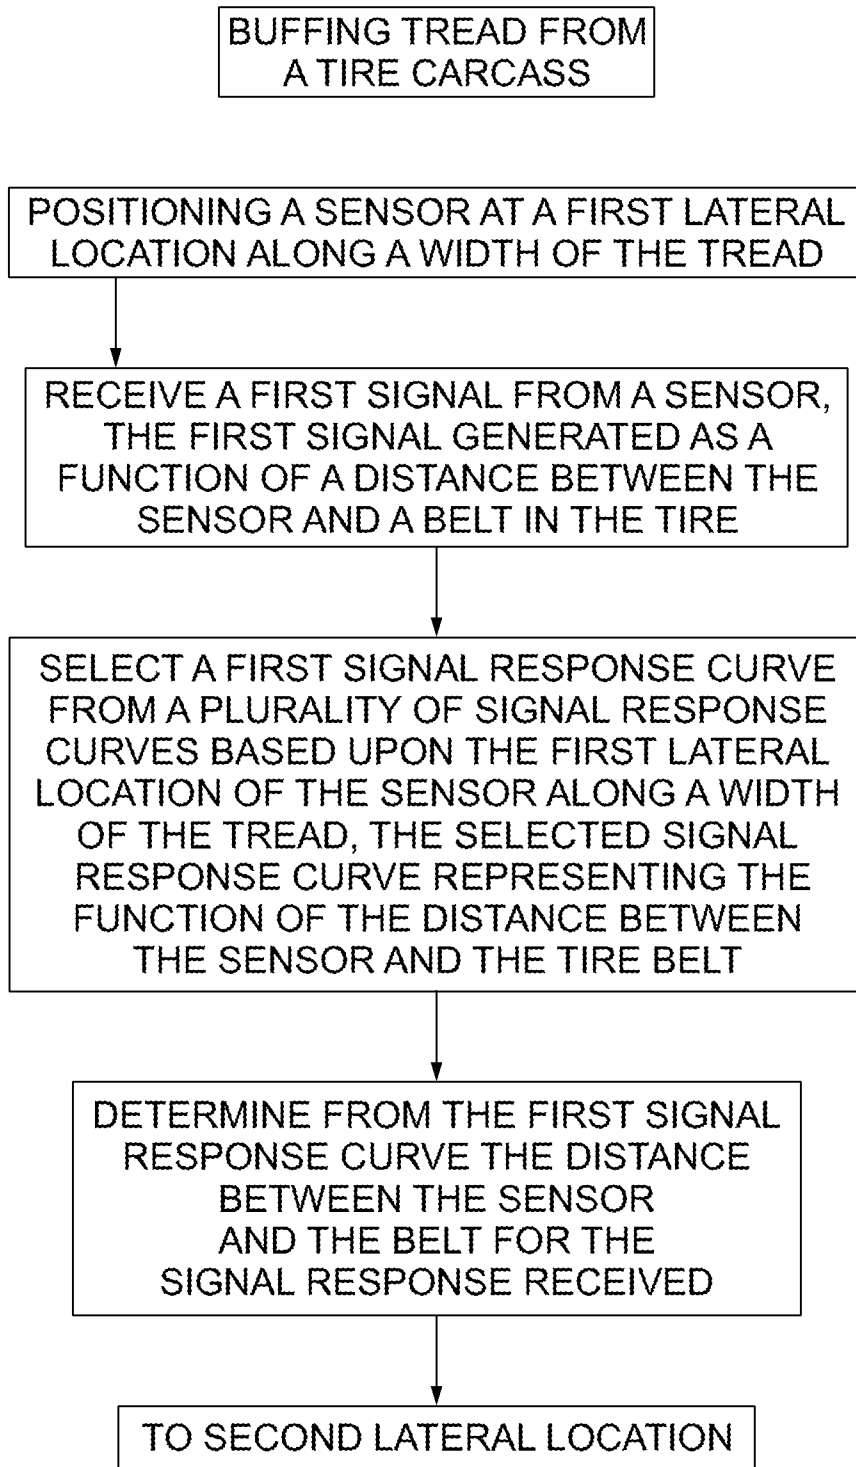 BUFFING TREAD FROM
A TIRE CARCASS
POSITIONING A SENSOR AT A FIRST LATERAL
LOCATION ALONG A WIDTH OF THE TREAD
RECEIVE A FIRST SIGNAL FROM A SENSOR,
THE FIRST SIGNAL GENERATED AS A
FUNCTION OF A DISTANCE BETWEEN THE
SENSOR AND A BELT IN THE TIRE
SELECT A FIRST SIGNAL RESPONSE CURVE
FROM A PLURALITY OF SIGNAL RESPONSE
CURVES BASED UPON THE FIRST LATERAL
LOCATION OF THE SENSOR ALONG A WIDTH
OF THE TREAD, THE SELECTED SIGNAL
RESPONSE CURVE REPRESENTING THE
FUNCTION OF THE DISTANCE BETWEEN
THE SENSOR AND THE TIRE BELT
DETERMINE FROM THE FIRST SIGNAL
RESPONSE CURVE THE DISTANCE
BETWEEN THE SENSOR
AND THE BELT FOR THE
SIGNAL RESPONSE RECEIVED
TO SECOND LATERAL LOCATION